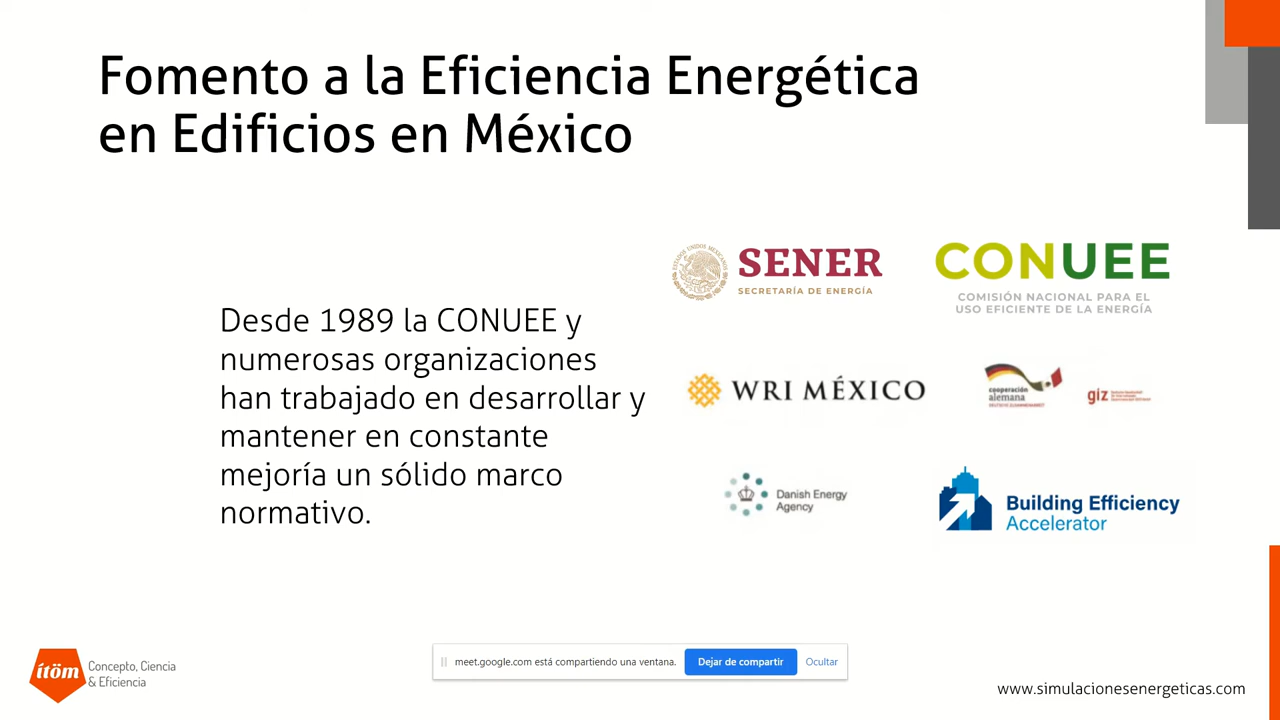 Fomento a la Eficiencia Energética
en Edificios en México
Desde 1989 la CONUEE y
numerosas organizaciones
han trabajado en desarrollar y
mantener en constante
mejoría un sólido marco
normativo.
ESTADOS UNIDOS MEXICANOS
SENER
SECRETARÍA DE ENERGÍA
CONUEE
COMISIÓN NACIONAL PARA EL
USO EFICIENTE DE LA ENERGÍA
WRI MÉXICO
cooperación
alemana
giz
Danish Energy
Agency
Building Efficiency
Accelerator
ítöm
Concepto, Ciencia
& Eficiencia
meet.google.com está compartiendo una ventana.
Dejar de compartir
Ocultar
www.simulacionesenergeticas.com